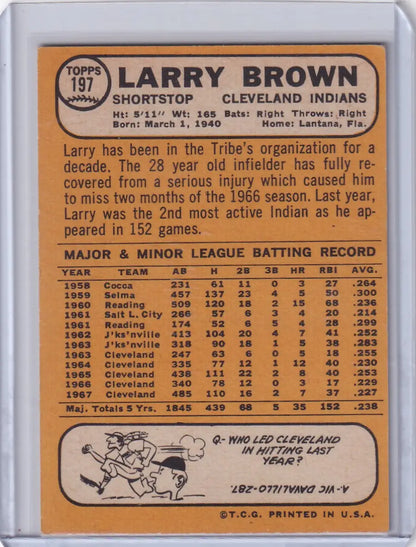 TOPPS
197
LARRY BROWN
SHORTSTOP CLEVELAND INDIANS
Ht: 5'11" Wt: 165 Bats: Right Throws: Right
Born: March 1, 1940 Home: Lantana, Fla.
Larry has been in the Tribe's organization for a
decade. The 28 year old infielder has fully re-
covered from a serious injury which caused him
to miss two months of the 1966 season. Last year,
Larry was the 2nd most active Indian as he ap-
peared in 152 games.
MAJOR & MINOR LEAGUE BATTING RECORD
YEAR TEAM AB H 2B 3B HR RBI AVG.
1958 Cocca 231 61 11 0 3 27 .264
1959 Selma 457 137 23 4 5 50 .300
1960 Reading 509 120 18 2 15 68 .236
1961 Salt L. City 266 57 6 3 4 20 .214
1961 Reading 174 52 6 5 4 28 .299
1962 J'ks'nville 413 104 20 4 7 41 .252
1963 J'ks'nville 318 90 18 1 5 38 .283
1963 Cleveland 247 63 6 0 5 18 .255
1964 Cleveland 335 77 12 1 12 40 .230
1965 Cleveland 438 111 22 2 8 40 .253
1966 Cleveland 340 78 12 0 3 17 .229
1967 Cleveland 485 110 16 2 7 37 .227
Maj. Totals 5 Yrs. 1845 439 68 5 35 152 .238
Q- WHO LED CLEVELAND
IN HITTING LAST
YEAR?
A- VIC DAVALILLO-.287
©T.C.G. PRINTED IN U.S.A.